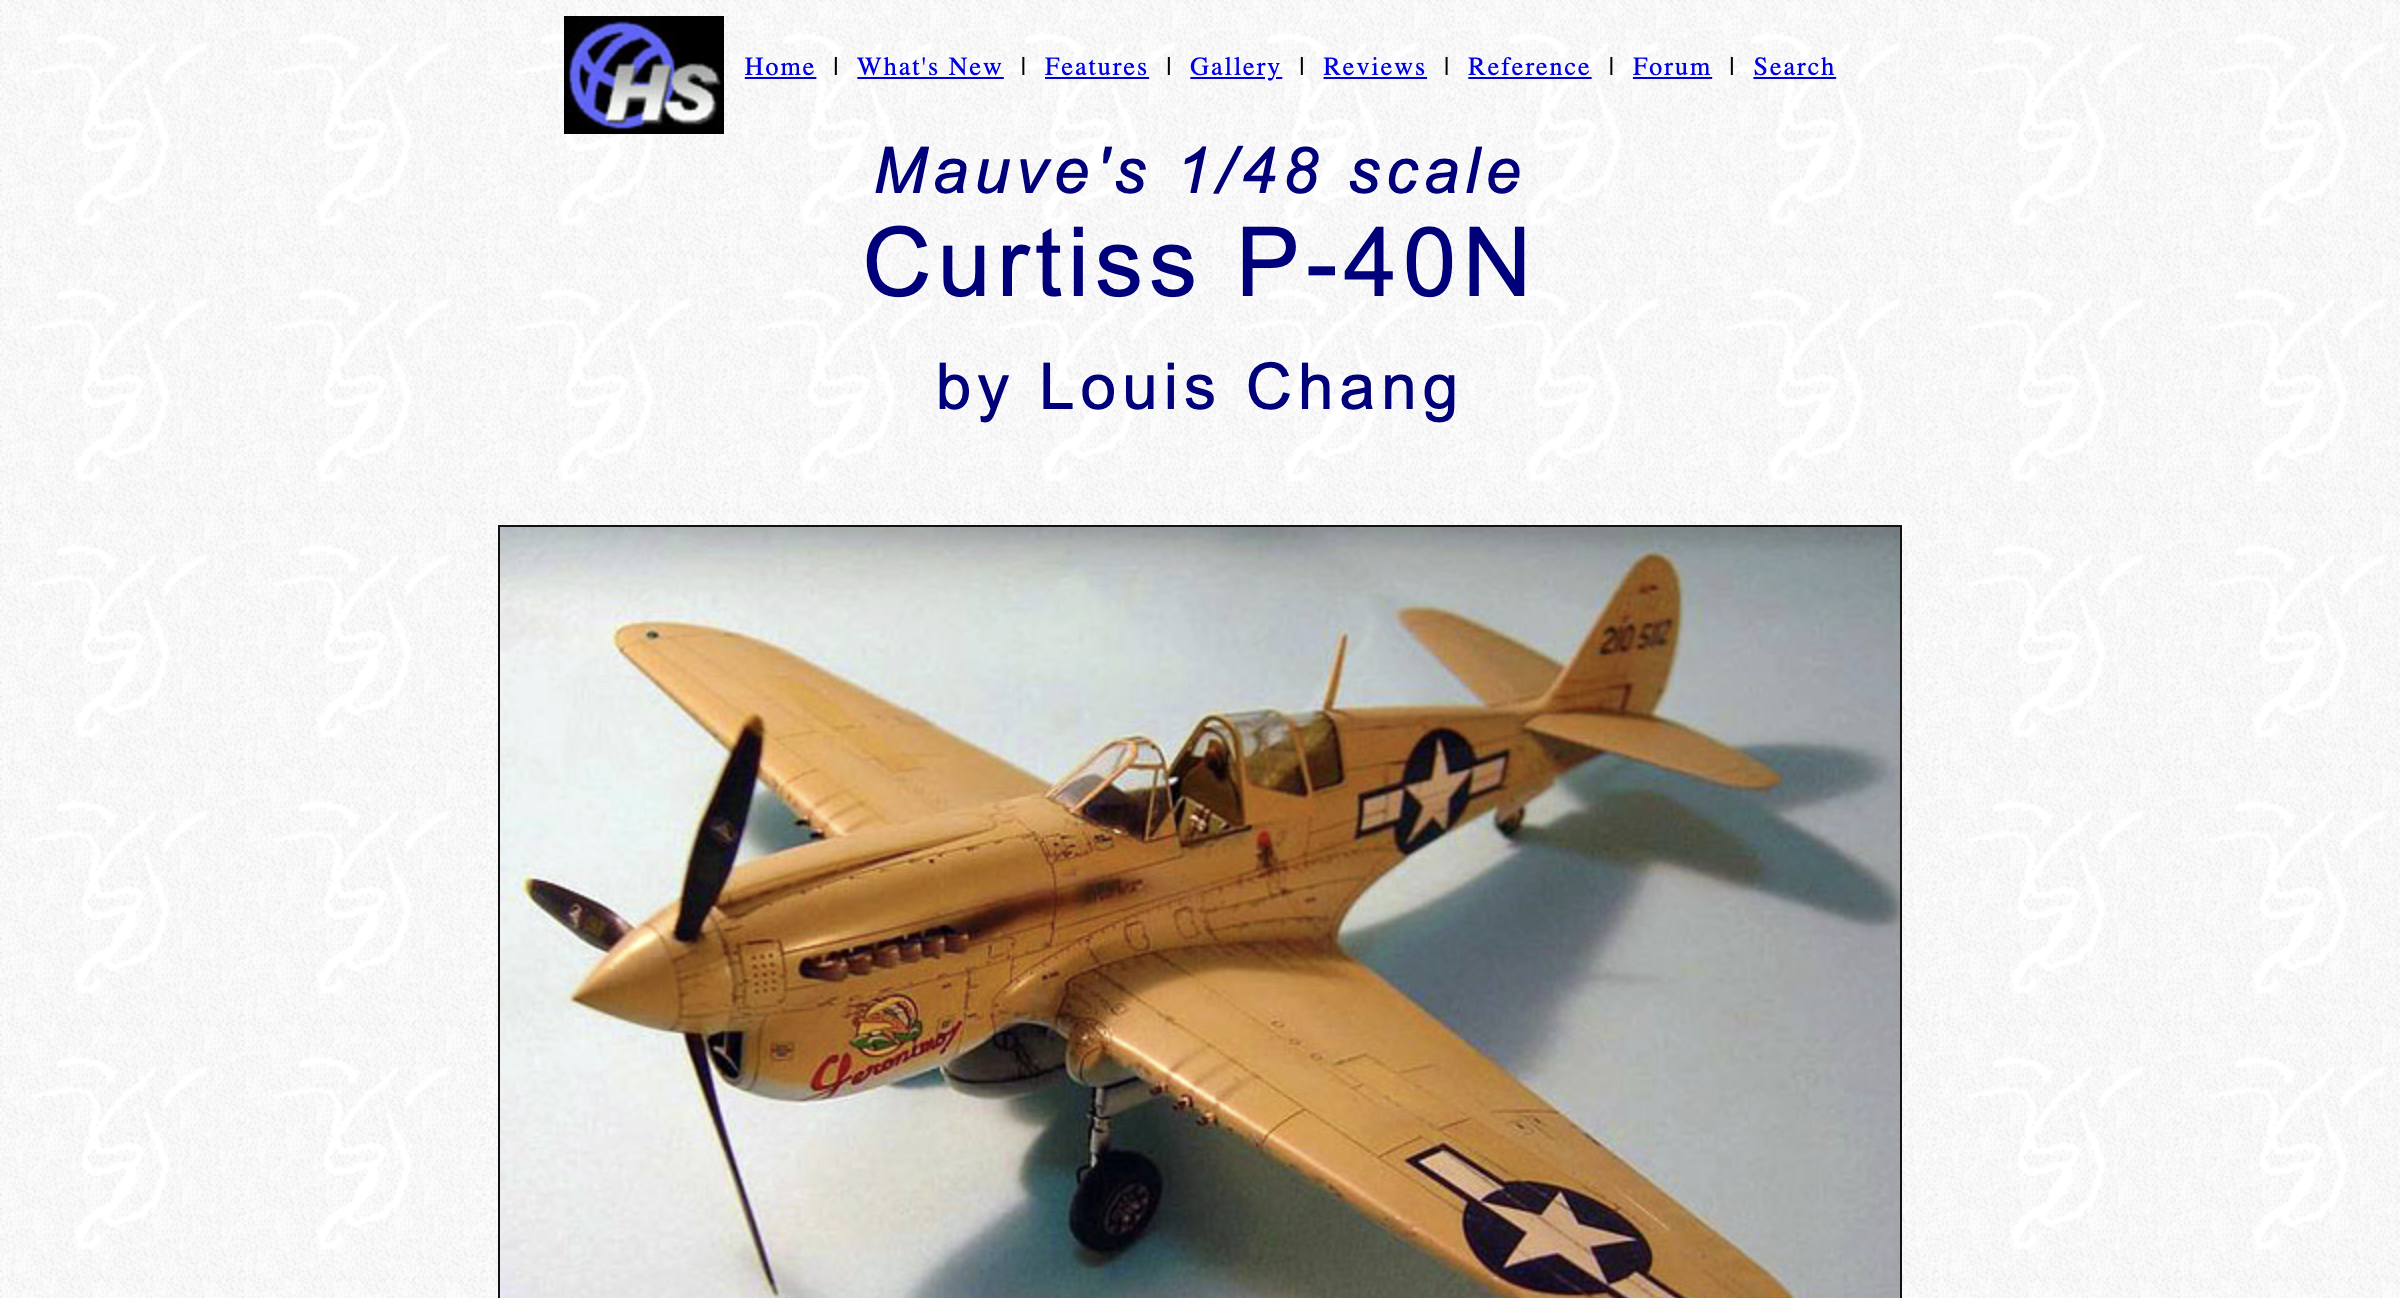 HS
Home | What's New | Features | Gallery | Reviews | Reference | Forum | Search
Mauve's 1/48 scale
Curtiss P-40N
by Louis Chang
210 5112
Geronimo